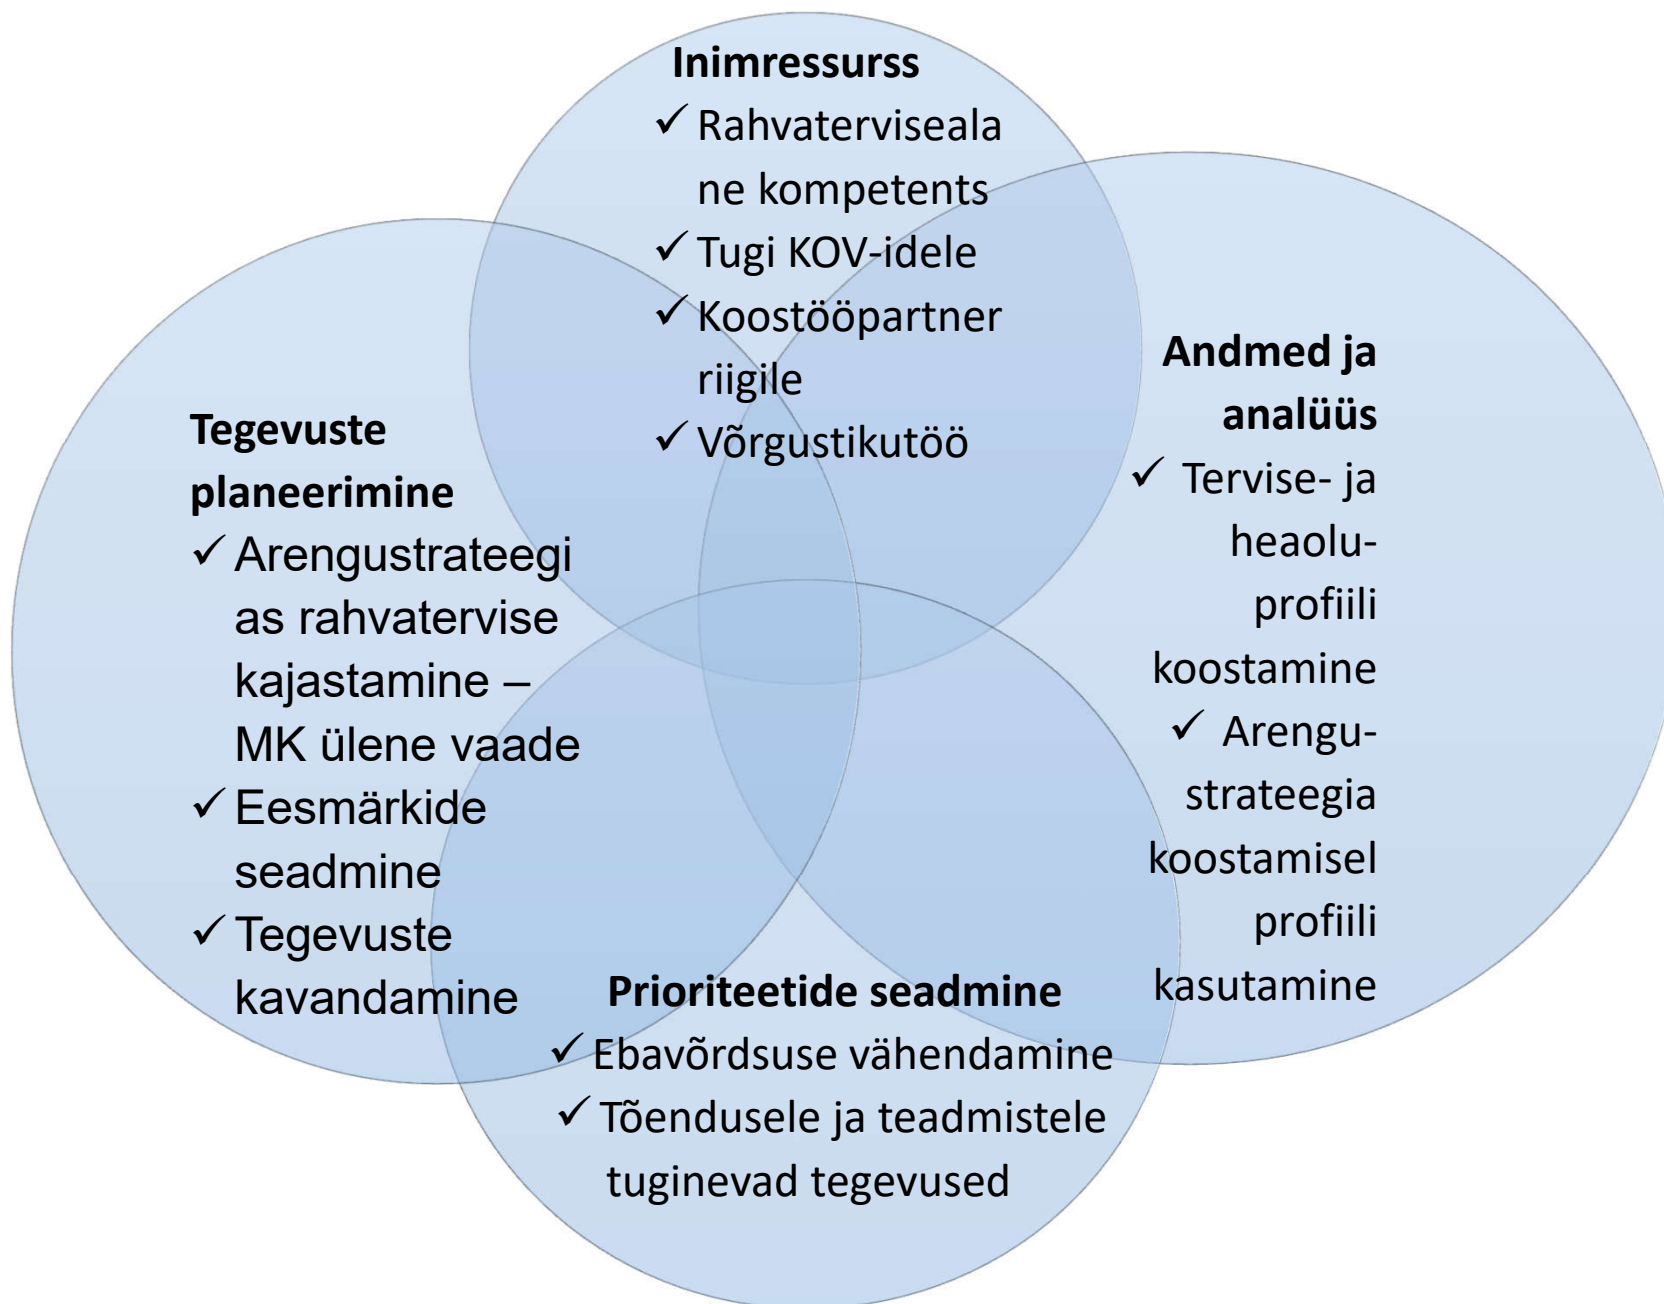 Inimressurss
✓ Rahvaterviseala
ne kompetents
✓ Tugi KOV-idele
✓ Koostööpartner
riigile
✓ Võrgustikutöö
Andmed ja
analüüs
✓ Tervise- ja
heaolu-
profiili
koostamine
✓ Arengu-
strateegia
koostamisel
profiili
kasutamine
Prioriteetide seadmine
✓ Ebavõrdsuse vähendamine
✓ Tõendusele ja teadmistele
tuginevad tegevused
Tegevuste
planeerimine
✓ Arengustrateegi
as rahvatervise
kajastamine –
MK ülene vaade
✓ Eesmärkide
seadmine
✓ Tegevuste
kavandamine